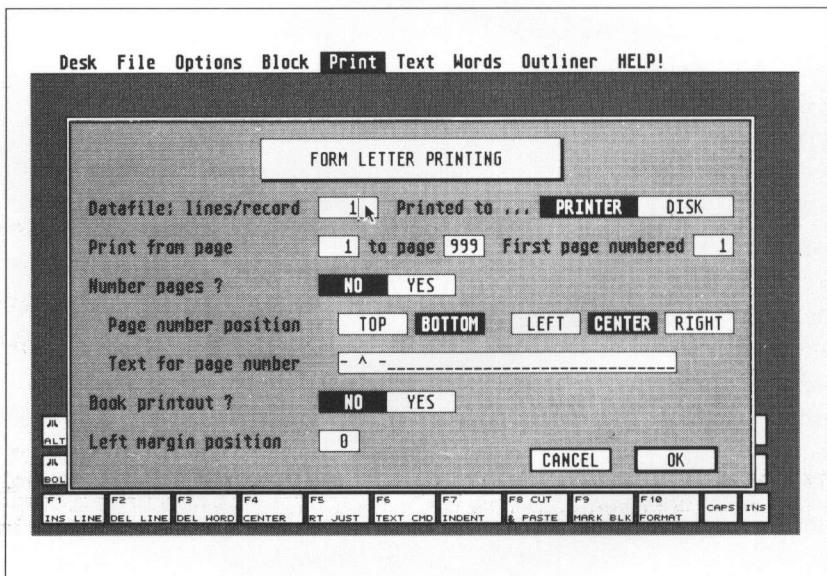 Desk File Options Block Print Text Words Outliner HELP!
FORM LETTER PRINTING
Datafile: lines/record 1 Printed to ... PRINTER DISK
Print from page 1 to page 999 First page numbered 1
Number pages ? NO YES
Page number position TOP BOTTOM LEFT CENTER RIGHT
Text for page number - ^ -______________________________
Book printout ? NO YES
Left margin position 0
CANCEL OK
ALT
BOL
F1 F2 F3 F4 F5 F6 F7 F8 CUT F9 F10 CAPS INS
INS LINE DEL LINE DEL WORD CENTER RT JUST TEXT CMD INDENT & PASTE MARK BLK FORMAT